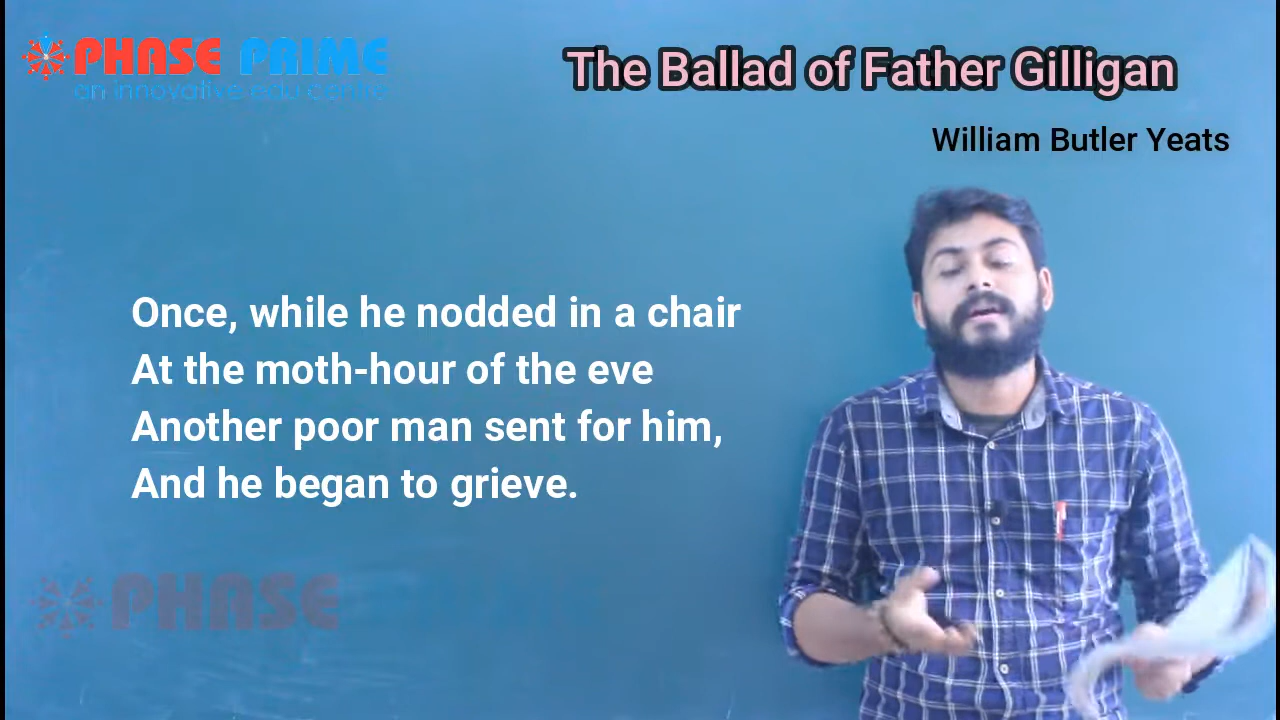 PHASE PRIME
an innovative edu centre
The Ballad of Father Gilligan
William Butler Yeats
Once, while he nodded in a chair
At the moth-hour of the eve
Another poor man sent for him,
And he began to grieve.
PHASE